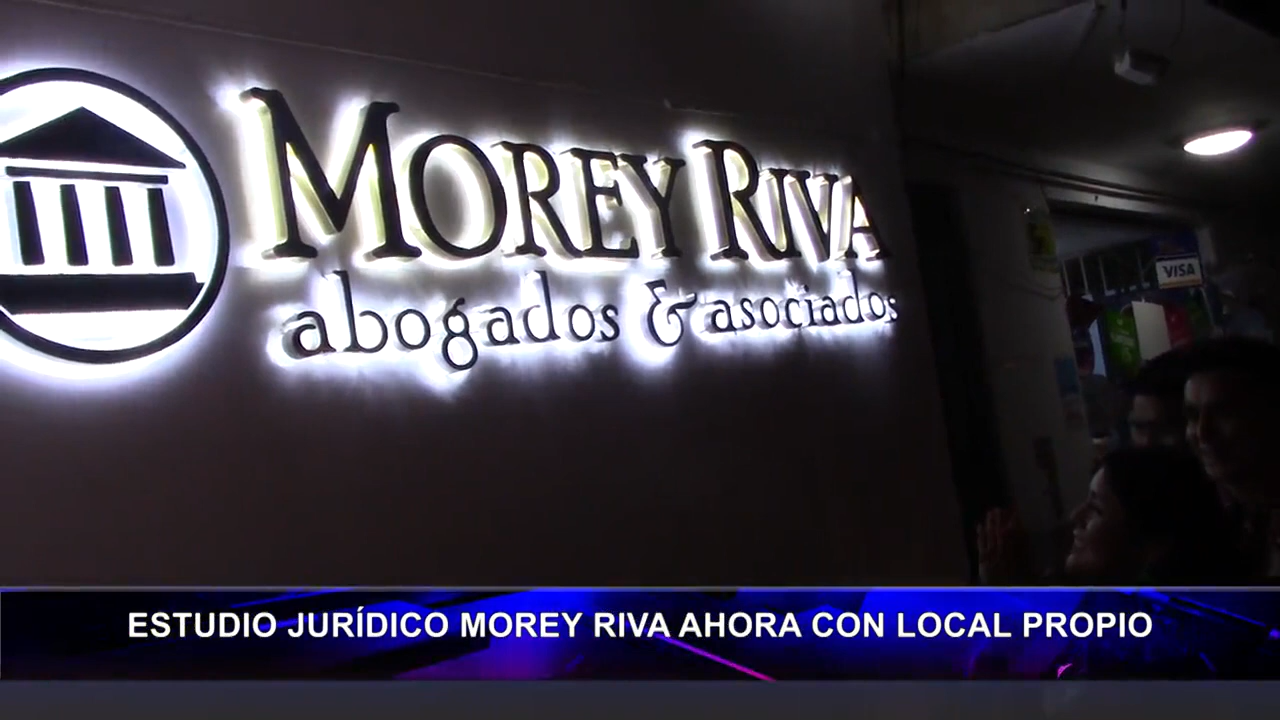 MOREY RIVA
abogados & asociados
VISA
ESTUDIO JURÍDICO MOREY RIVA AHORA CON LOCAL PROPIO